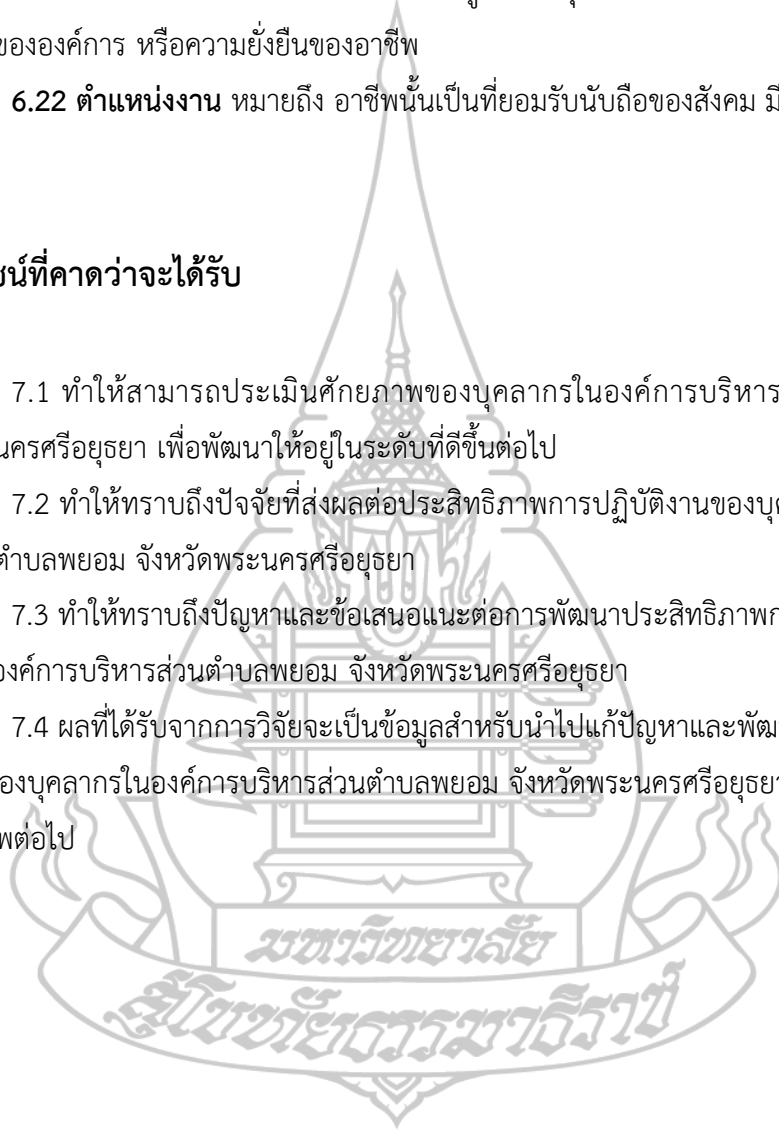 ขององค์การ หรือความยั่งยืนของอาชีพ
6.22 ตำแหน่งงาน หมายถึง อาชีพนั้นเป็นที่ยอมรับนับถือของสังคม มี
ชน์ที่คาดว่าจะได้รับ
7.1 ทำให้สามารถประเมินศักยภาพของบุคลากรในองค์การบริหาร
นครศรีอยุธยา เพื่อพัฒนาให้อยู่ในระดับที่ดีขึ้นต่อไป
7.2 ทำให้ทราบถึงปัจจัยที่ส่งผลต่อประสิทธิภาพการปฏิบัติงานของบุค
ตำบลพยอม จังหวัดพระนครศรีอยุธยา
7.3 ทำให้ทราบถึงปัญหาและข้อเสนอแนะต่อการพัฒนาประสิทธิภาพก
องค์การบริหารส่วนตำบลพยอม จังหวัดพระนครศรีอยุธยา
7.4 ผลที่ได้รับจากการวิจัยจะเป็นข้อมูลสำหรับนำไปแก้ปัญหาและพัฒ
องบุคลากรในองค์การบริหารส่วนตำบลพยอม จังหวัดพระนครศรีอยุธยา
พต่อไป
มหาวิทยาลัย
สุโขทัยธรรมาธิราช